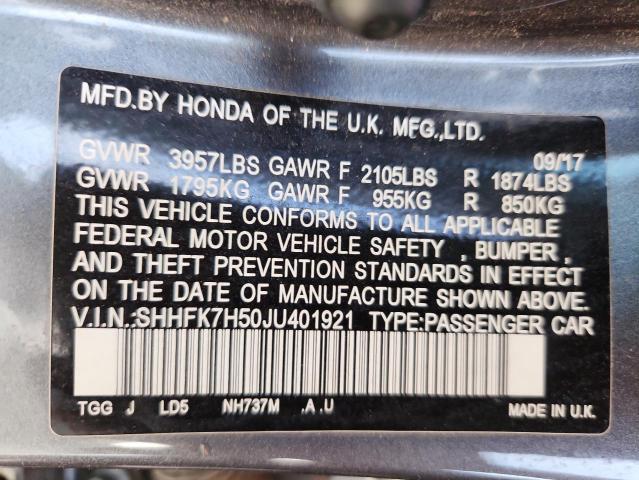 MFD.BY HONDA OF THE U.K. MFG.,LTD.
09/17
GVWR 3957LBS GAWR F 2105LBS R 1874LBS
GVWR 1795KG GAWR F 955KG R 850KG
THIS VEHICLE CONFORMS TO ALL APPLICABLE
FEDERAL MOTOR VEHICLE SAFETY , BUMPER ,
AND THEFT PREVENTION STANDARDS IN EFFECT
ON THE DATE OF MANUFACTURE SHOWN ABOVE.
V.I.N.:SHHFK7H50JU401921 TYPE:PASSENGER CAR
TGG J LD5 NH737M .A .U MADE IN U.K.